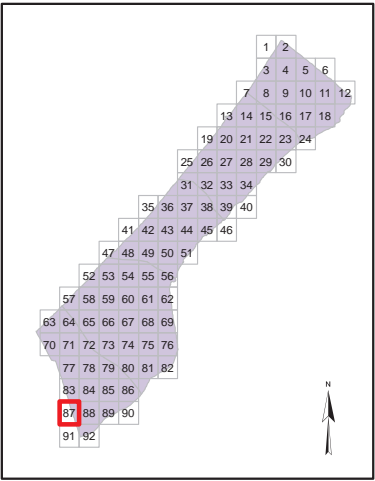 1 2
3 4 5 6
7 8 9 10 11 12
13 14 15 16 17 18
19 20 21 22 23 24
25 26 27 28 29 30
31 32 33 34
35 36 37 38 39 40
41 42 43 44 45 46
47 48 49 50 51
52 53 54 55 56
57 58 59 60 61 62
63 64 65 66 67 68 69
70 71 72 73 74 75 76
77 78 79 80 81 82
83 84 85 86
N
87 88 89 90
91 92